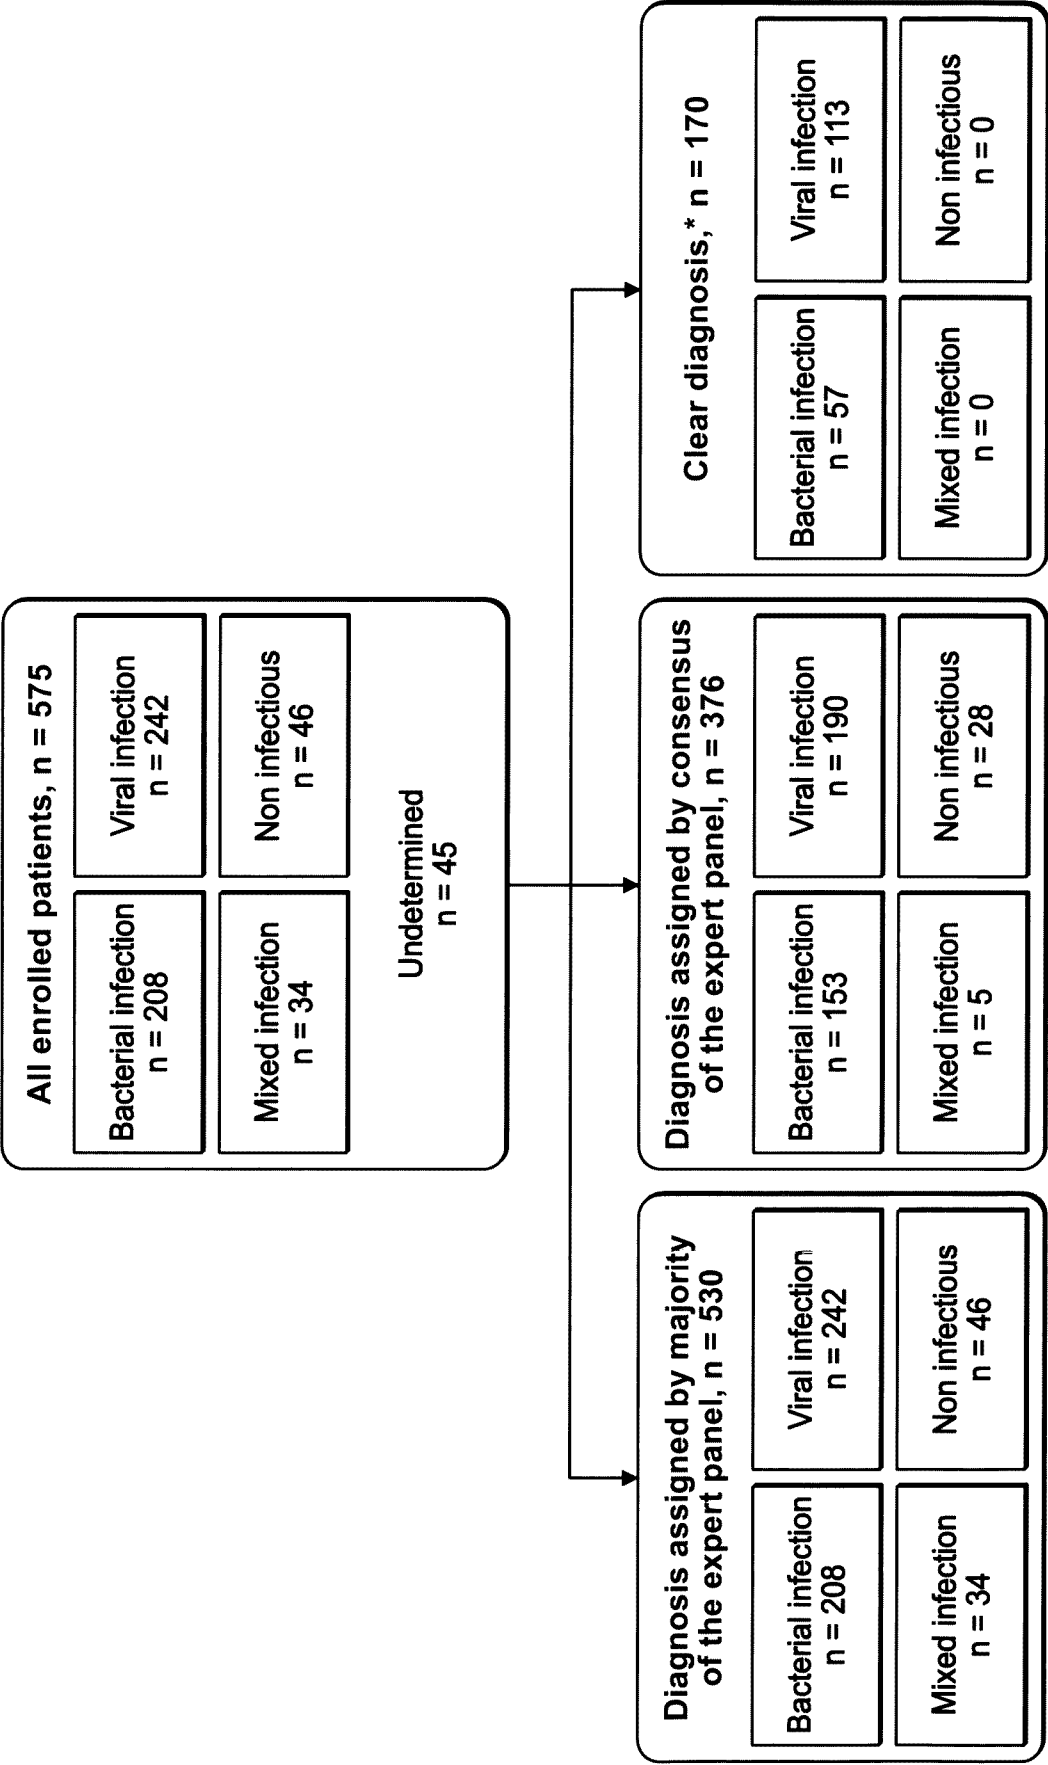 All enrolled patients, n = 575
Bacterial infection
n = 208
Viral infection
n = 242
Mixed infection
n = 34
Non infectious
n = 46
Undetermined
n = 45
Diagnosis assigned by majority
of the expert panel, n = 530
Bacterial infection
n = 208
Viral infection
n = 242
Mixed infection
n = 34
Non infectious
n = 46
Diagnosis assigned by consensus
of the expert panel, n = 376
Bacterial infection
n = 153
Viral infection
n = 190
Mixed infection
n = 5
Non infectious
n = 28
Clear diagnosis,* n = 170
Bacterial infection
n = 57
Viral infection
n = 113
Mixed infection
n = 0
Non infectious
n = 0